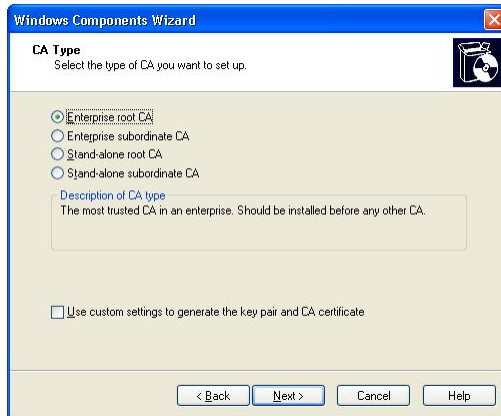 Windows Components Wizard
CA Type
Select the type of CA you want to set up.
Enterprise root CA
Enterprise subordinate CA
Stand-alone root CA
Stand-alone subordinate CA
Description of CA type
The most trusted CA in an enterprise. Should be installed before any other CA.
Use custom settings to generate the key pair and CA certificate
< Back
Next >
Cancel
Help